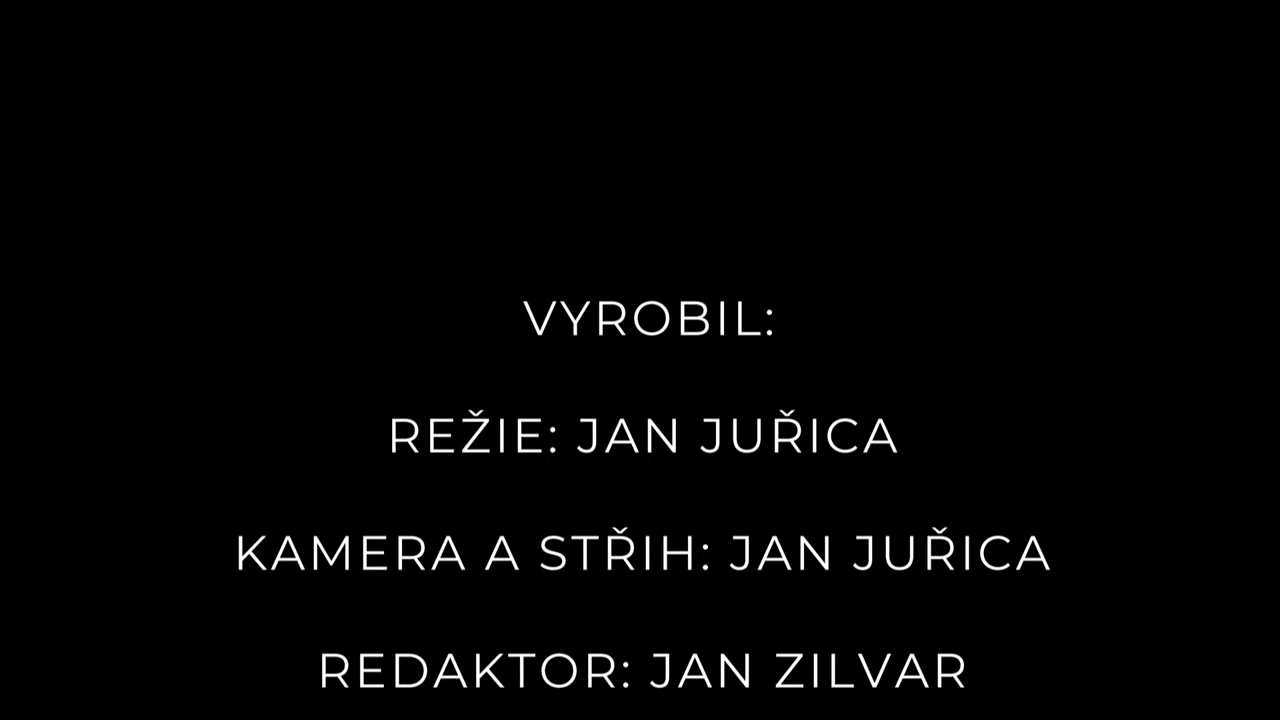 VYROBIL:
REŽIE: JAN JUŘICA
KAMERA A STŘIH: JAN JUŘICA
REDAKTOR: JAN ZILVAR